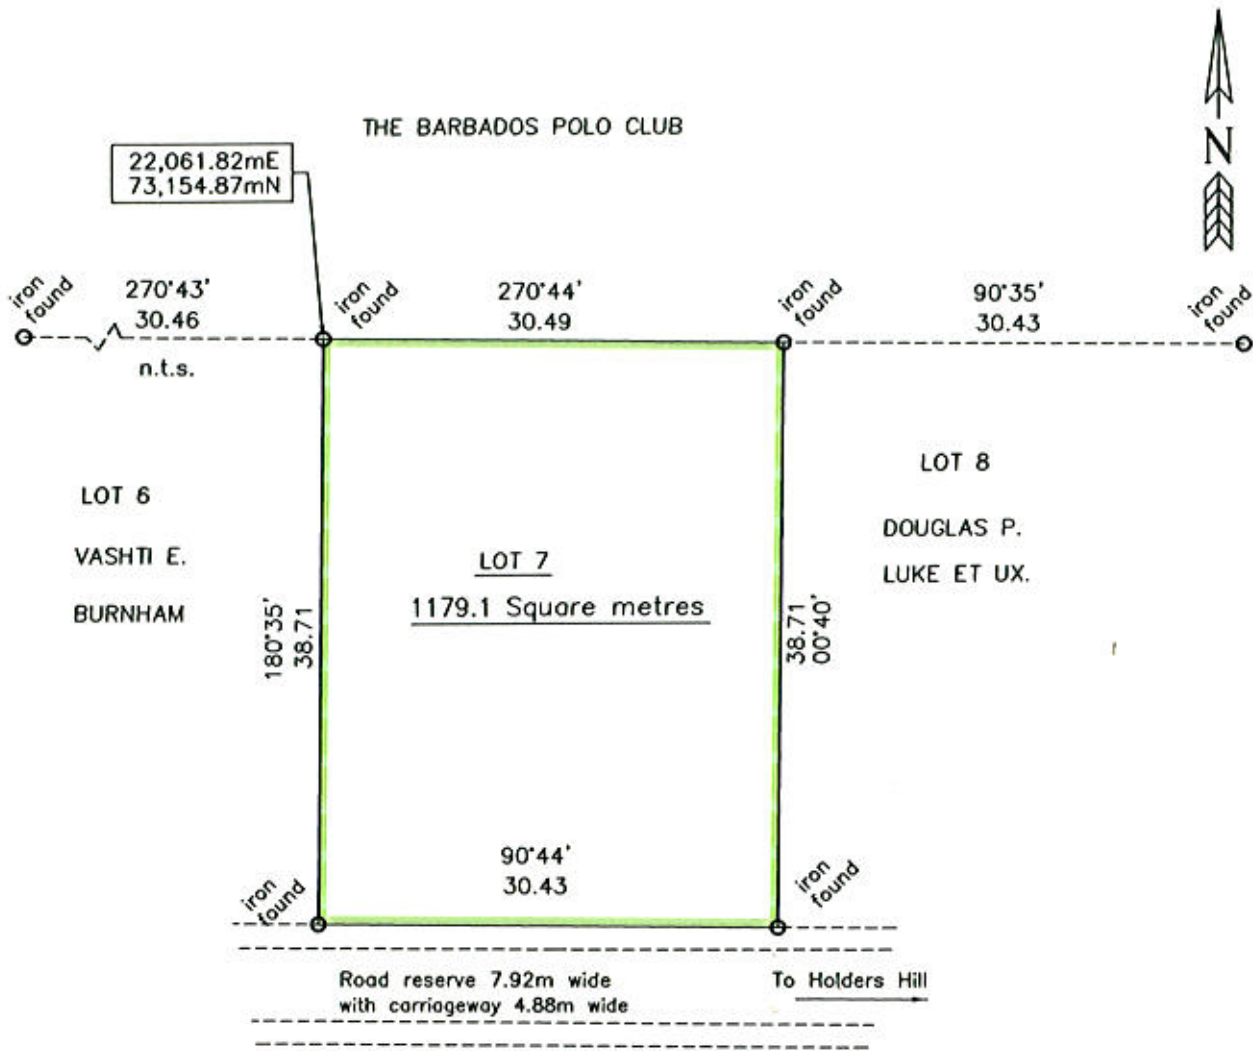 N
THE BARBADOS POLO CLUB
22,061.82mE
73,154.87mN
iron
found
270°43'
30.46
n.t.s.
iron
found
270°44'
30.49
iron
found
90°35'
30.43
iron
found
LOT 6
VASHTI E.
BURNHAM
180°35'
38.71
LOT 7
1179.1 Square metres
38.71
00°40'
LOT 8
DOUGLAS P.
LUKE ET UX.
iron
found
90°44'
30.43
iron
found
Road reserve 7.92m wide
with carriageway 4.88m wide
To Holders Hill